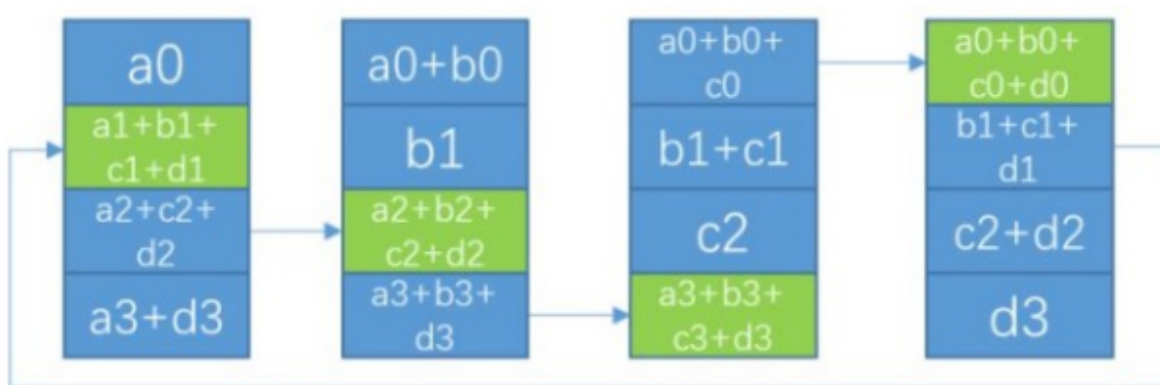 a0
a1+b1+
c1+d1
a2+c2+
d2
a3+d3
a0+b0
b1
a2+b2+
c2+d2
a3+b3+
d3
a0+b0+
c0
b1+c1
c2
a3+b3+
c3+d3
a0+b0+
c0+d0
b1+c1+
d1
c2+d2
d3